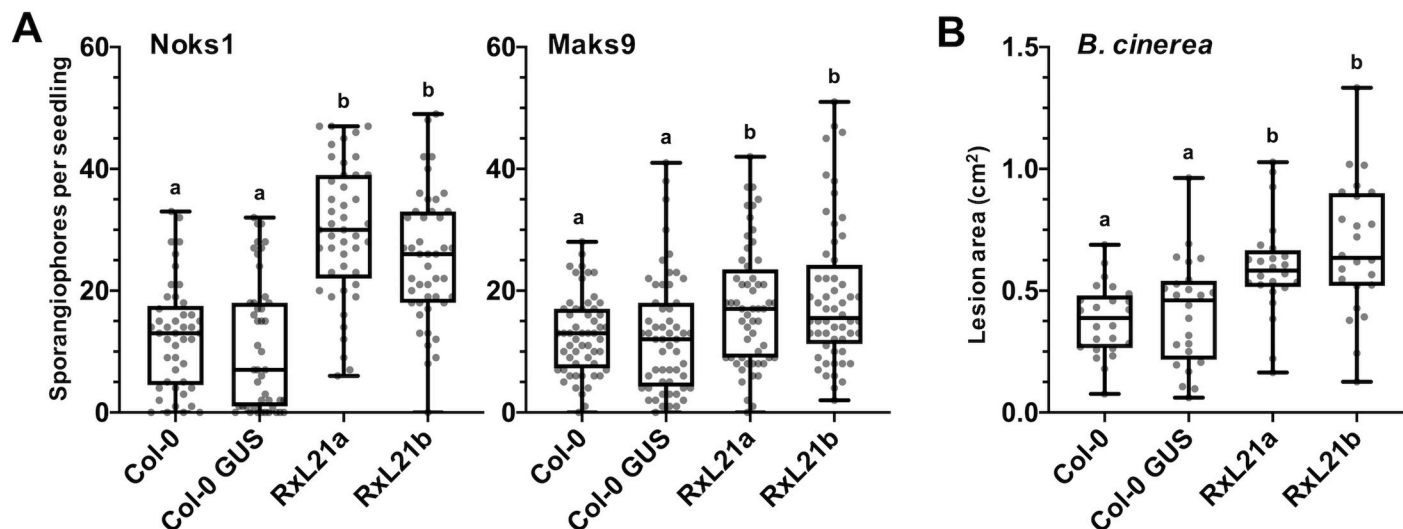 A
Noks1
Sporangiophores per seedling
60
40
20
0
a
a
b
b
Col-0
Col-0 GUS
RxL21a
RxL21b
Maks9
60
40
20
0
a
a
b
b
Col-0
Col-0 GUS
RxL21a
RxL21b
B
B. cinerea
Lesion area (cm²)
1.5
1.0
0.5
0.0
a
a
b
b
Col-0
Col-0 GUS
RxL21a
RxL21b